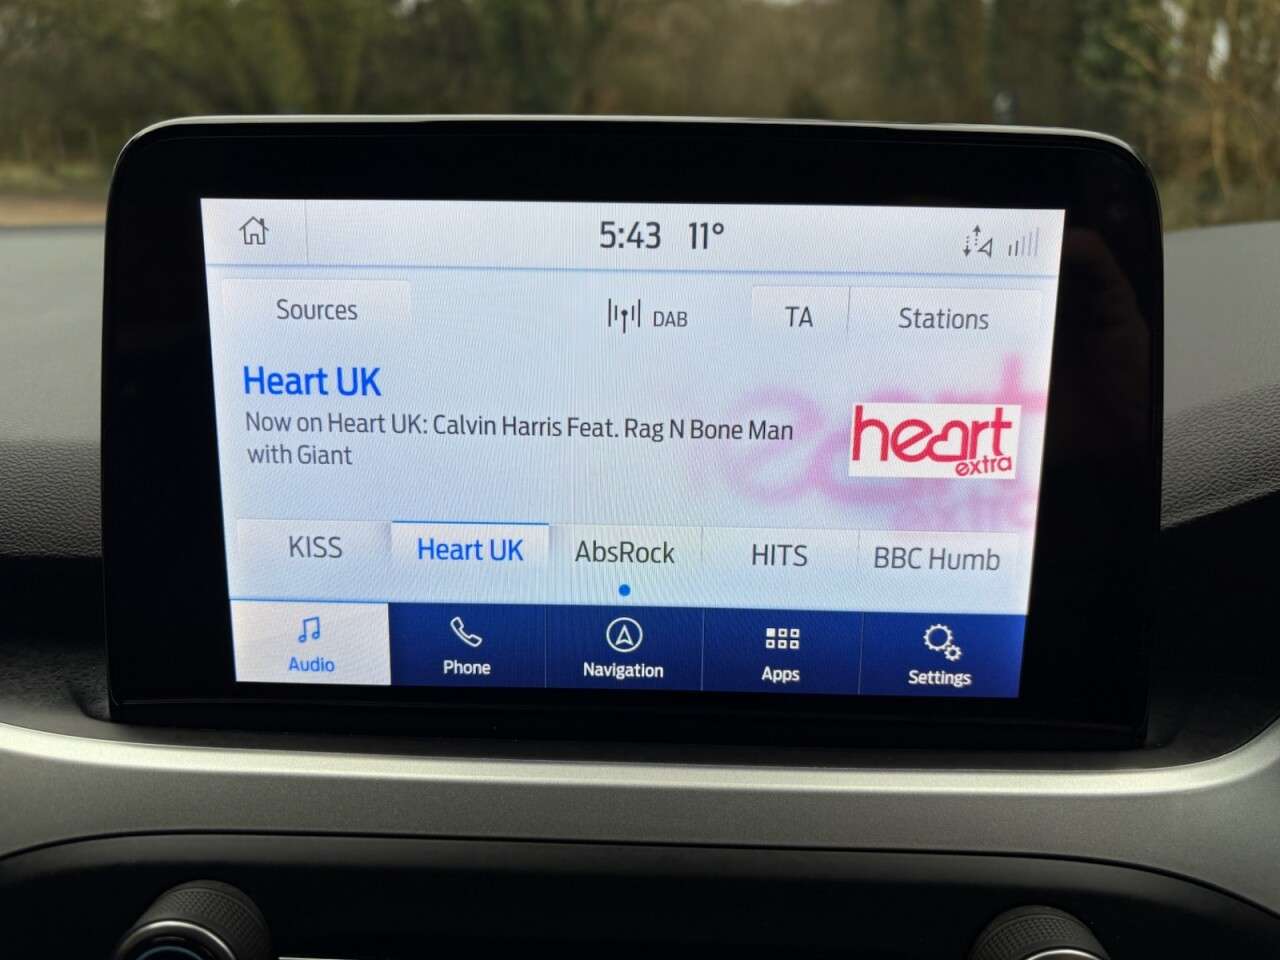 5:43 11°
Sources
DAB
TA
Stations
Heart UK
Now on Heart UK: Calvin Harris Feat. Rag N Bone Man
with Giant
heart
extra
KISS
Heart UK
AbsRock
HITS
BBC Humb
Audio
Phone
Navigation
Apps
Settings